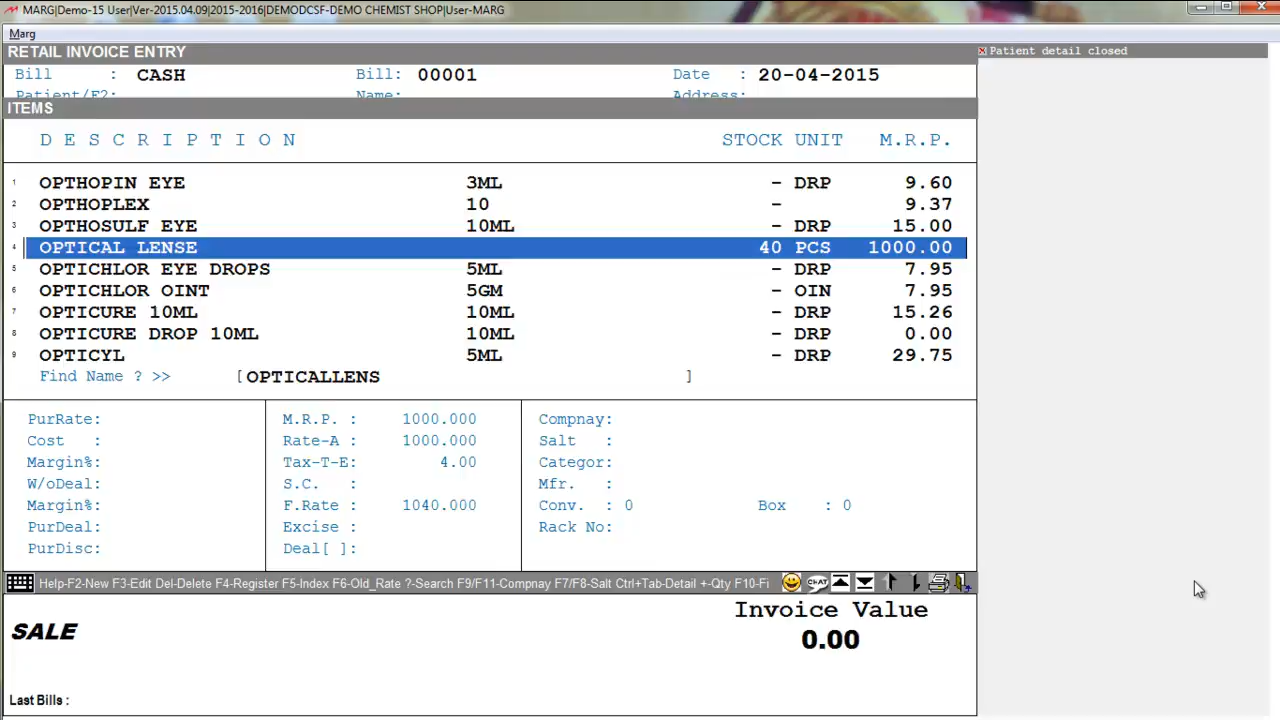 MARG|Demo-15 User|Ver-2015.04.09|2015-2016|DEMODCSF-DEMO CHEMIST SHOP|User-MARG
Marg
RETAIL INVOICE ENTRY
Patient detail closed
Bill : CASH Bill: 00001 Date : 20-04-2015
Patient/F2: Name: Address:
ITEMS
D E S C R I P T I O N STOCK UNIT M.R.P.
1 OPTHOPIN EYE 3ML - DRP 9.60
2 OPTHOPLEX 10 - 9.37
3 OPTHOSULF EYE 10ML - DRP 15.00
4 OPTICAL LENSE 40 PCS 1000.00
5 OPTICHLOR EYE DROPS 5ML - DRP 7.95
6 OPTICHLOR OINT 5GM - OIN 7.95
7 OPTICURE 10ML 10ML - DRP 15.26
8 OPTICURE DROP 10ML 10ML - DRP 0.00
9 OPTICYL 5ML - DRP 29.75
Find Name ? >> [OPTICALLENS ]
PurRate: M.R.P. : 1000.000 Compnay:
Cost : Rate-A : 1000.000 Salt :
Margin%: Tax-T-E: 4.00 Categor:
W/oDeal: S.C. : Mfr. :
Margin%: F.Rate : 1040.000 Conv. : 0 Box : 0
PurDeal: Excise : Rack No:
PurDisc: Deal[ ]:
Help-F2-New F3-Edit Del-Delete F4-Register F5-Index F6-Old_Rate ?-Search F9/F11-Compnay F7/F8-Salt Ctrl+Tab-Detail +-Qty F10-Fi CHAT
Invoice Value
SALE 0.00
Last Bills :